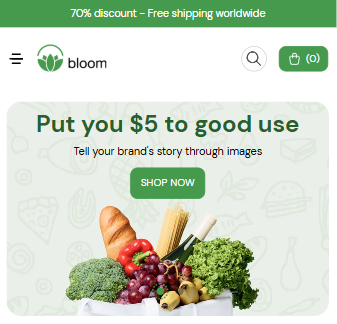 70% discount - Free shipping worldwide
bloom
(0)
Put you $5 to good use
Tell your brand's story through images
SHOP NOW